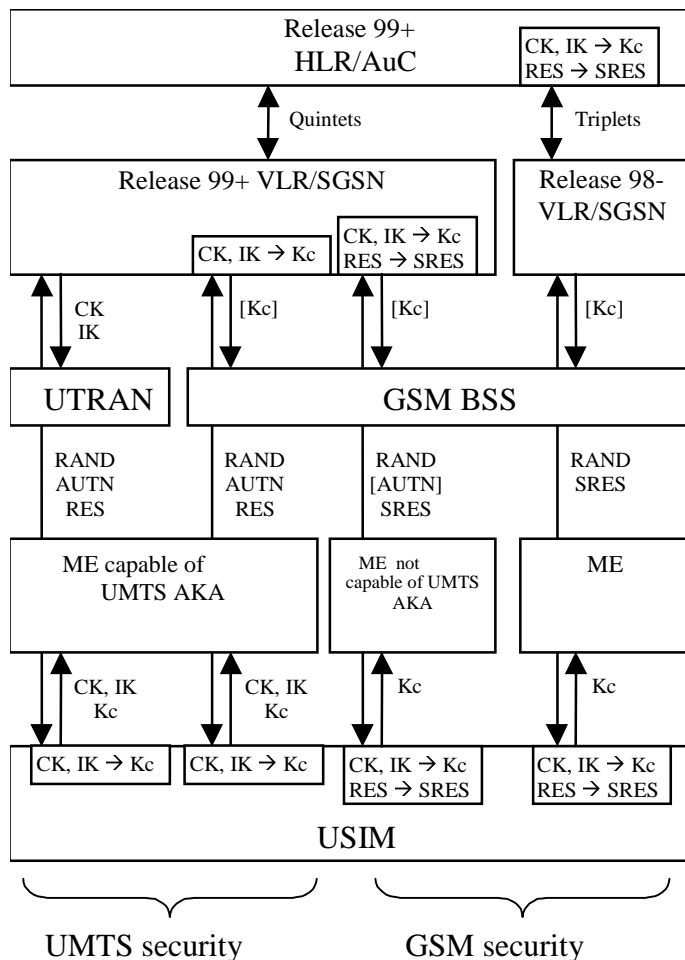 Release 99+
HLR/AuC
CK, IK → Kc
RES → SRES
Quintets
Triplets
Release 99+ VLR/SGSN
CK, IK → Kc
CK, IK → Kc
RES → SRES
Release 98-
VLR/SGSN
CK
IK
[Kc]
[Kc]
[Kc]
UTRAN
GSM BSS
RAND
AUTN
RES
RAND
AUTN
RES
RAND
[AUTN]
SRES
RAND
SRES
ME capable of
UMTS AKA
ME not
capable of UMTS
AKA
ME
CK, IK
Kc
CK, IK
Kc
Kc
Kc
CK, IK → Kc
CK, IK → Kc
CK, IK → Kc
RES → SRES
CK, IK → Kc
RES → SRES
USIM
UMTS security
GSM security